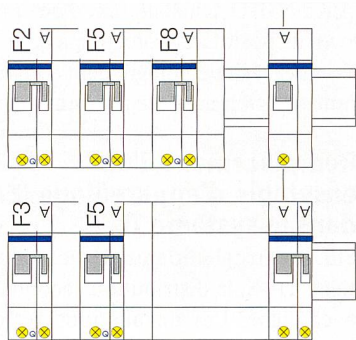 F2 F5 F8
A A A A
Q Q Q
F3 F5
A A A A
Q Q